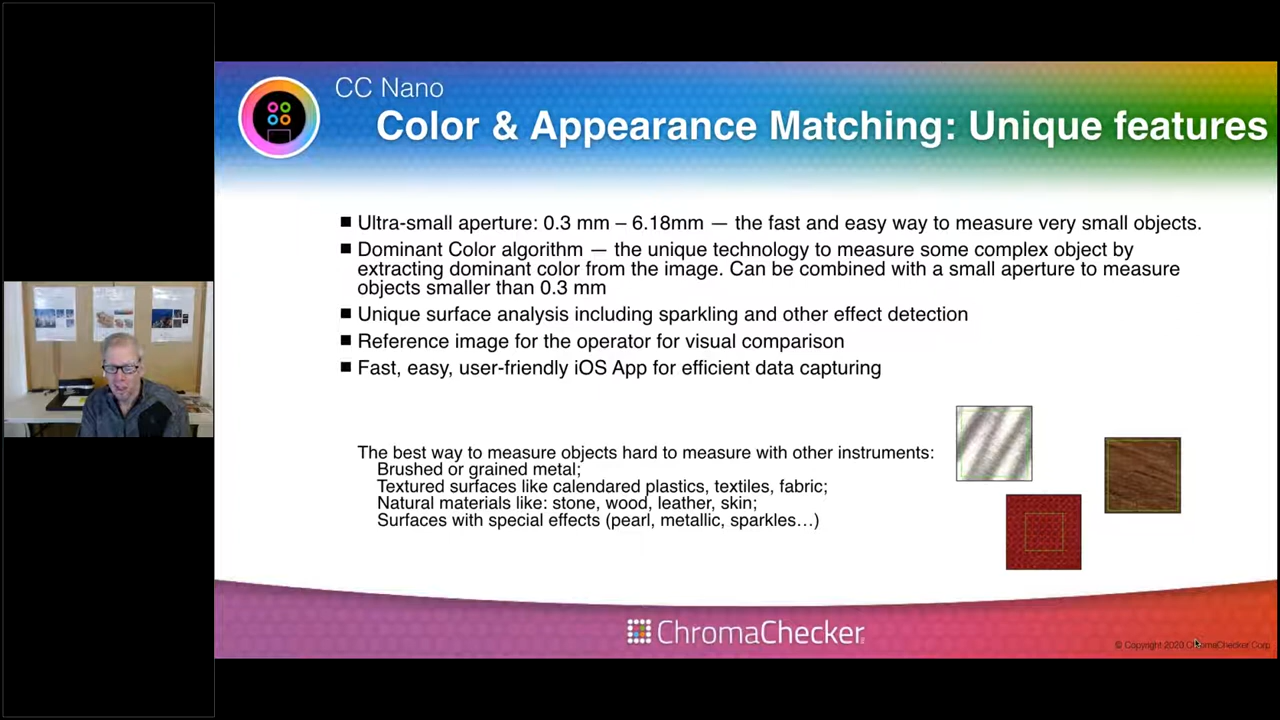 CC Nano
Color & Appearance Matching: Unique features
■ Ultra-small aperture: 0.3 mm – 6.18mm — the fast and easy way to measure very small objects.
■ Dominant Color algorithm — the unique technology to measure some complex object by
extracting dominant color from the image. Can be combined with a small aperture to measure
objects smaller than 0.3 mm
■ Unique surface analysis including sparkling and other effect detection
■ Reference image for the operator for visual comparison
■ Fast, easy, user-friendly iOS App for efficient data capturing
The best way to measure objects hard to measure with other instruments:
Brushed or grained metal;
Textured surfaces like calendared plastics, textiles, fabric;
Natural materials like: stone, wood, leather, skin;
Surfaces with special effects (pearl, metallic, sparkles…)
ChromaChecker
© Copyright 2020 ChromaChecker Corp